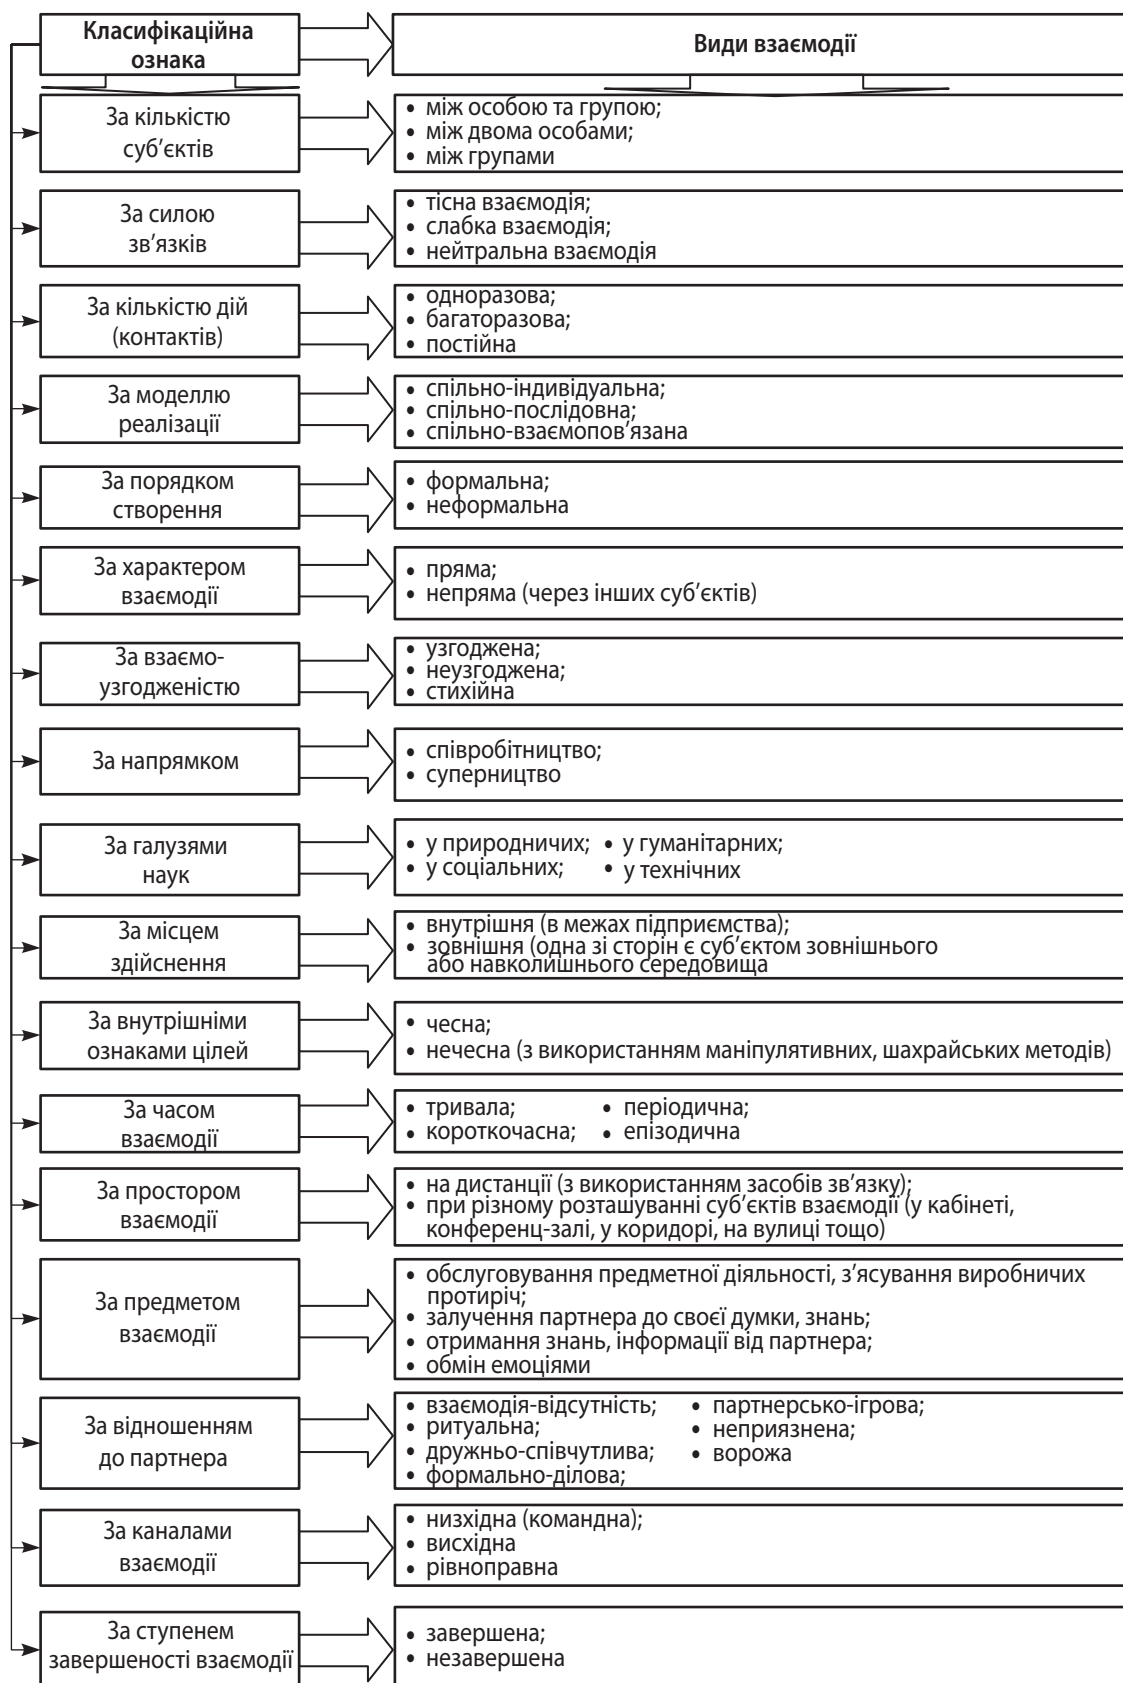 Класифікаційна
ознака
Види взаємодії
За кількістю
суб’єктів
• між особою та групою;
• між двома особами;
• між групами
За силою
зв’язків
• тісна взаємодія;
• слабка взаємодія;
• нейтральна взаємодія
За кількістю дій
(контактів)
• одноразова;
• багаторазова;
• постійна
За моделлю
реалізації
• спільно-індивідуальна;
• спільно-послідовна;
• спільно-взаємопов’язана
За порядком
створення
• формальна;
• неформальна
За характером
взаємодії
• пряма;
• непряма (через інших суб’єктів)
За взаємо-
узгодженістю
• узгоджена;
• неузгоджена;
• стихійна
За напрямком
• співробітництво;
• суперництво
За галузями
наук
• у природничих; • у гуманітарних;
• у соціальних; • у технічних
За місцем
здійснення
• внутрішня (в межах підприємства);
• зовнішня (одна зі сторін є суб’єктом зовнішнього
або навколишнього середовища
За внутрішніми
ознаками цілей
• чесна;
• нечесна (з використанням маніпулятивних, шахрайських методів)
За часом
взаємодії
• тривала; • періодична;
• короткочасна; • епізодична
За простором
взаємодії
• на дистанції (з використанням засобів зв’язку);
• при різному розташуванні суб’єктів взаємодії (у кабінеті,
конференц-залі, у коридорі, на вулиці тощо)
За предметом
взаємодії
• обслуговування предметної діяльності, з’ясування виробничих
протиріч;
• залучення партнера до своєї думки, знань;
• отримання знань, інформації від партнера;
• обмін емоціями
За відношенням
до партнера
• взаємодія-відсутність; • партнерсько-ігрова;
• ритуальна; • неприязнена;
• дружньо-співчутлива; • ворожа
• формально-ділова;
За каналами
взаємодії
• низхідна (командна);
• висхідна
• рівноправна
За ступенем
завершеності взаємодії
• завершена;
• незавершена